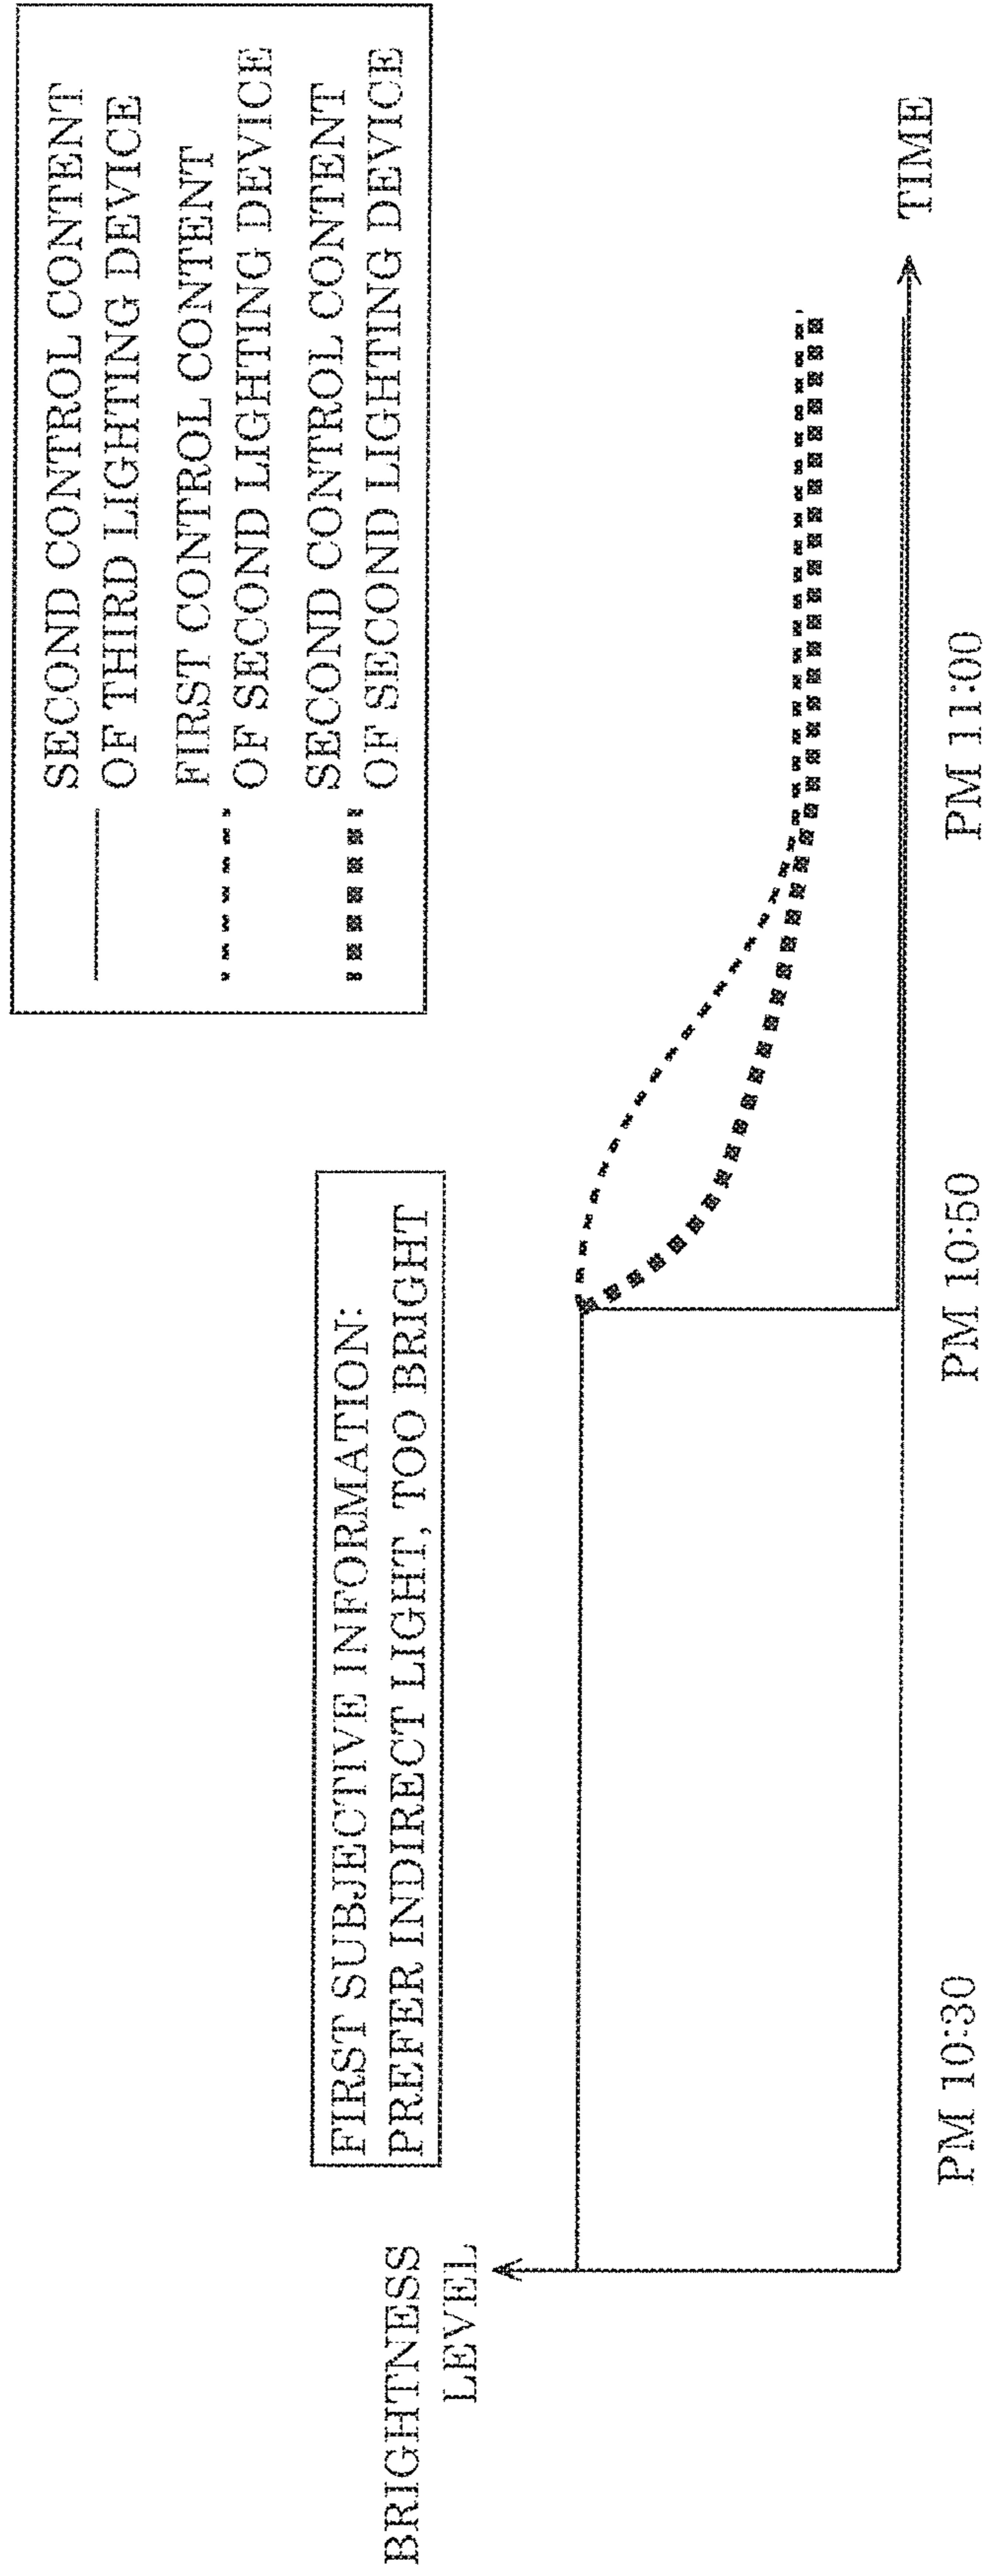 SECOND CONTROL CONTENT
OF THIRD LIGHTING DEVICE
FIRST CONTROL CONTENT
OF SECOND LIGHTING DEVICE
SECOND CONTROL CONTENT
OF SECOND LIGHTING DEVICE
FIRST SUBJECTIVE INFORMATION:
PREFER INDIRECT LIGHT, TOO BRIGHT
BRIGHTNESS
LEVEL
TIME
PM 10:30
PM 10:50
PM 11:00